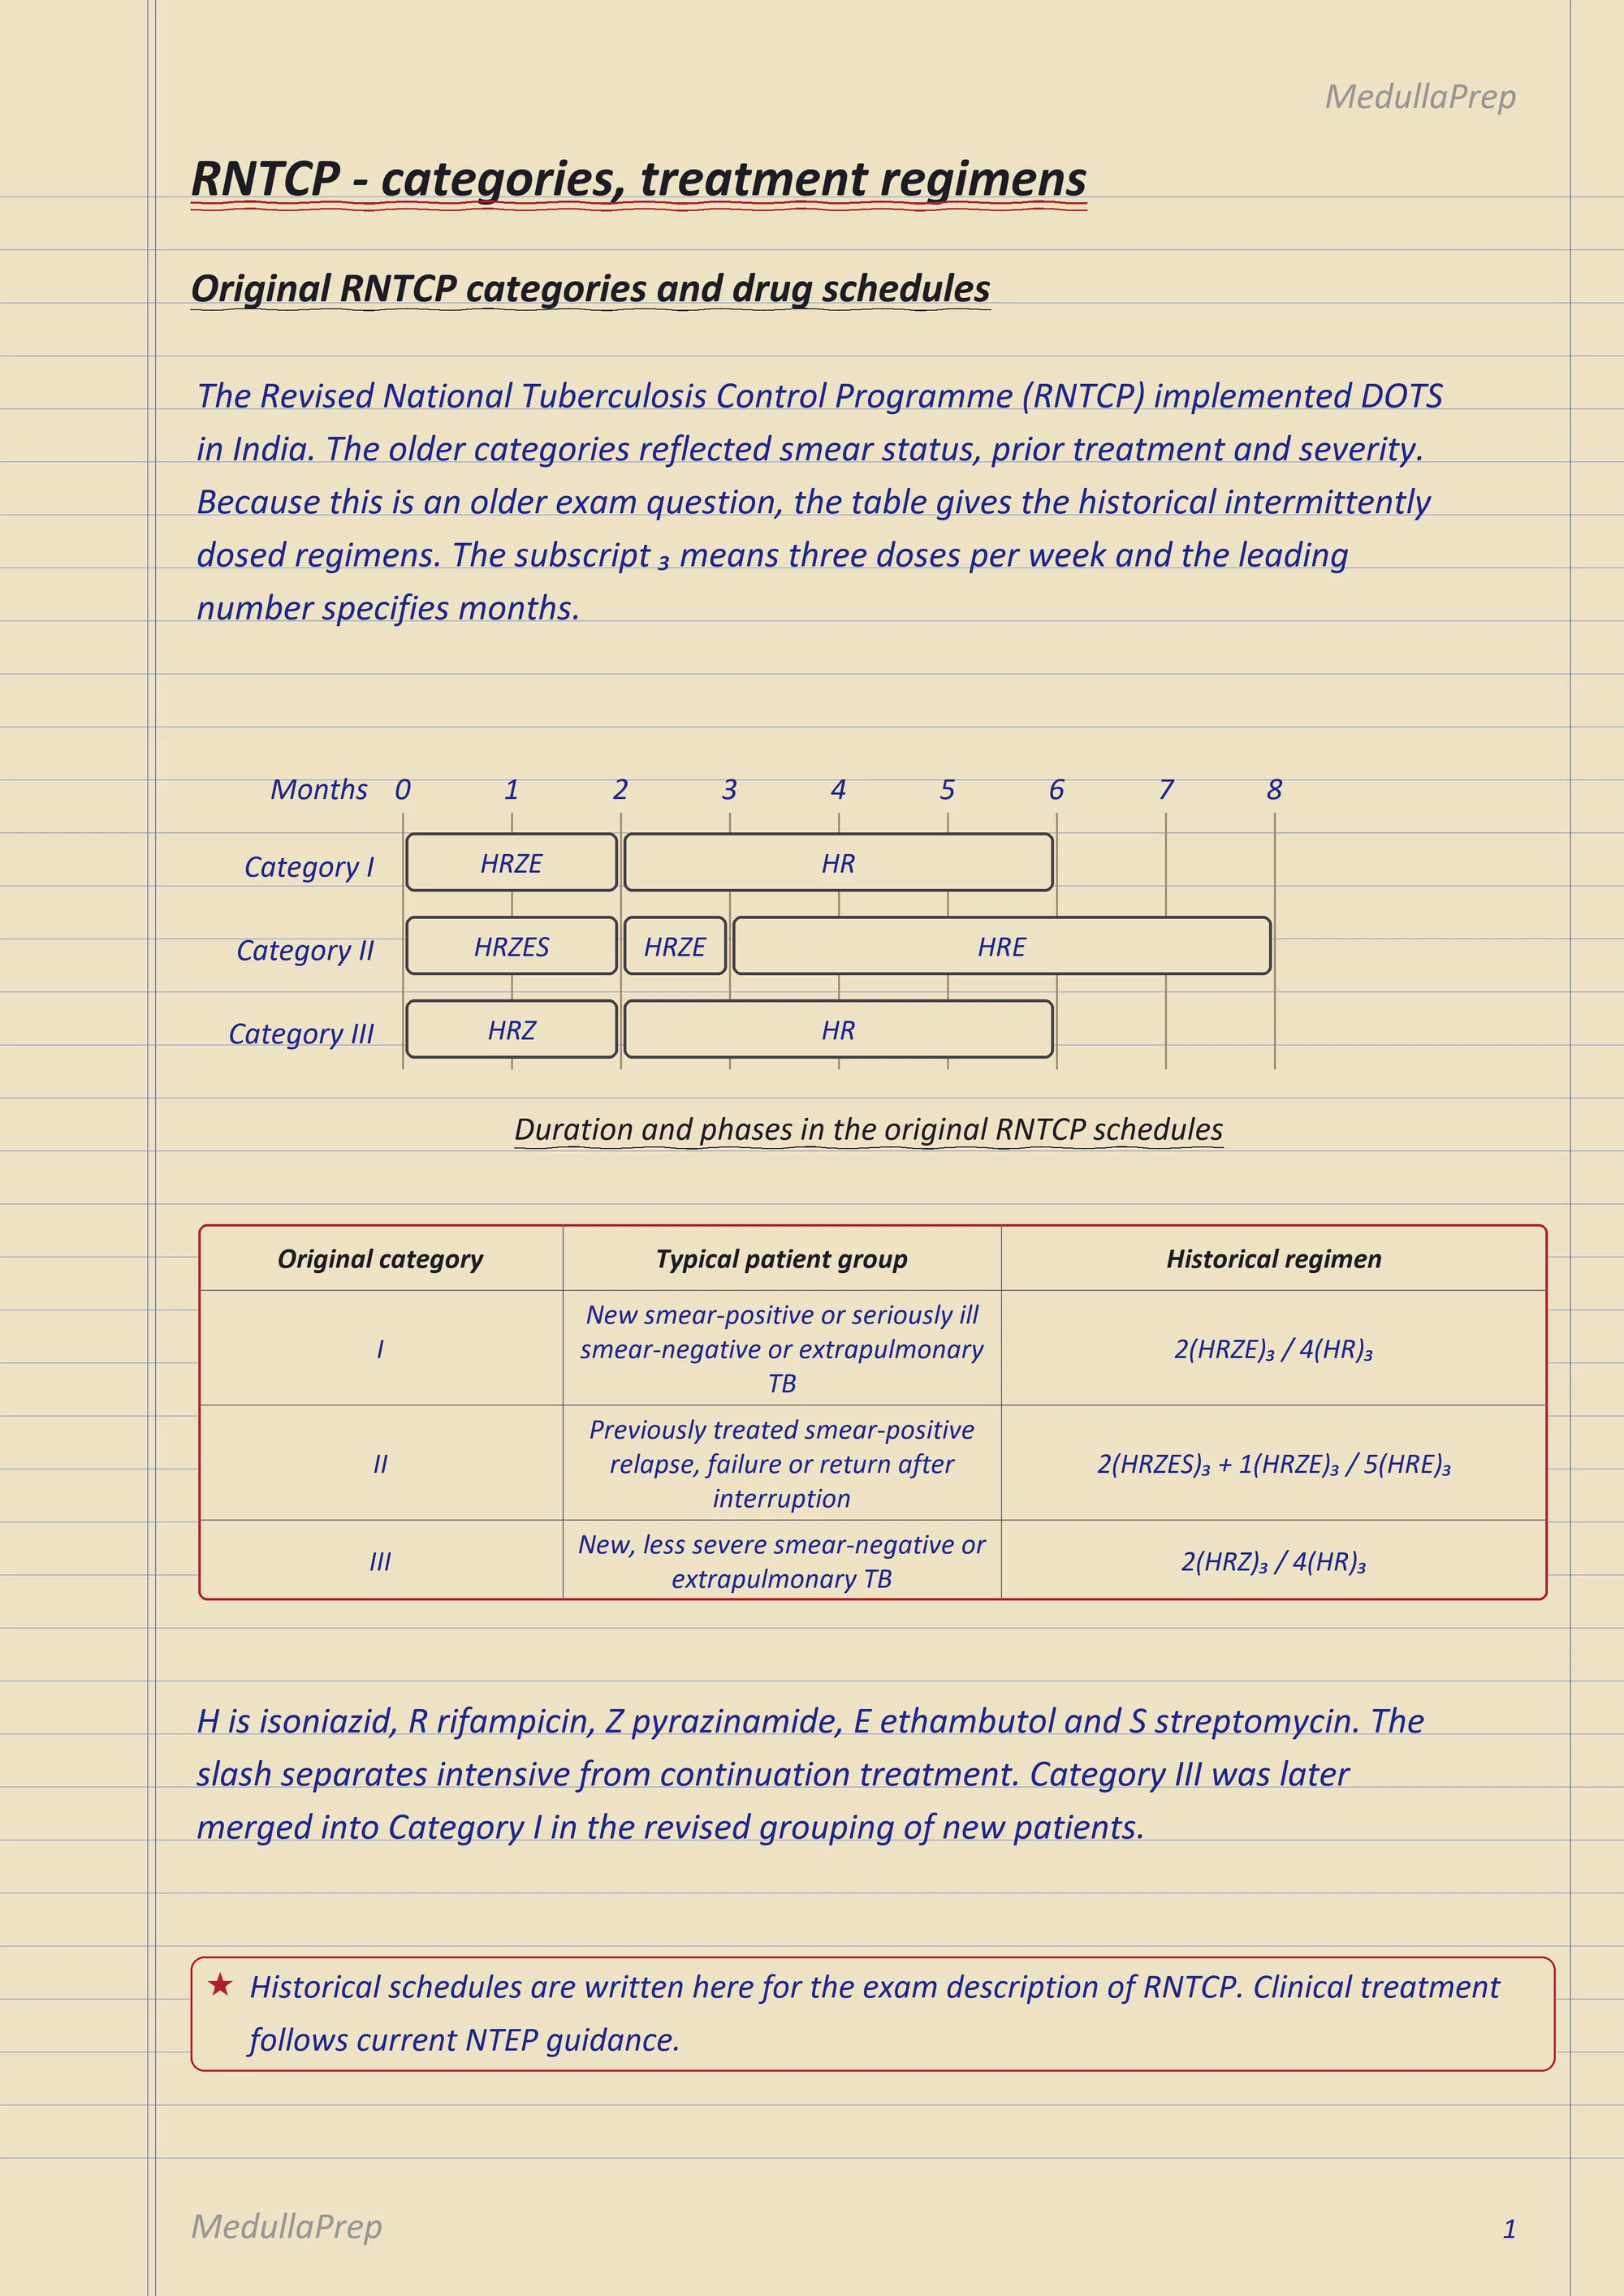 MedullaPrep
RNTCP - categories, treatment regimens
Original RNTCP categories and drug schedules
The Revised National Tuberculosis Control Programme (RNTCP) implemented DOTS
in India. The older categories reflected smear status, prior treatment and severity.
Because this is an older exam question, the table gives the historical intermittently
dosed regimens. The subscript ₃ means three doses per week and the leading
number specifies months.
Months 0 1 2 3 4 5 6 7 8
Category I HRZE HR
Category II HRZES HRZE HRE
Category III HRZ HR
Duration and phases in the original RNTCP schedules
Original category Typical patient group Historical regimen
New smear-positive or seriously ill
I smear-negative or extrapulmonary 2(HRZE)₃ / 4(HR)₃
TB
Previously treated smear-positive
II relapse, failure or return after 2(HRZES)₃ + 1(HRZE)₃ / 5(HRE)₃
interruption
New, less severe smear-negative or
III 2(HRZ)₃ / 4(HR)₃
extrapulmonary TB
H is isoniazid, R rifampicin, Z pyrazinamide, E ethambutol and S streptomycin. The
slash separates intensive from continuation treatment. Category III was later
merged into Category I in the revised grouping of new patients.
★ Historical schedules are written here for the exam description of RNTCP. Clinical treatment
follows current NTEP guidance.
MedullaPrep 1